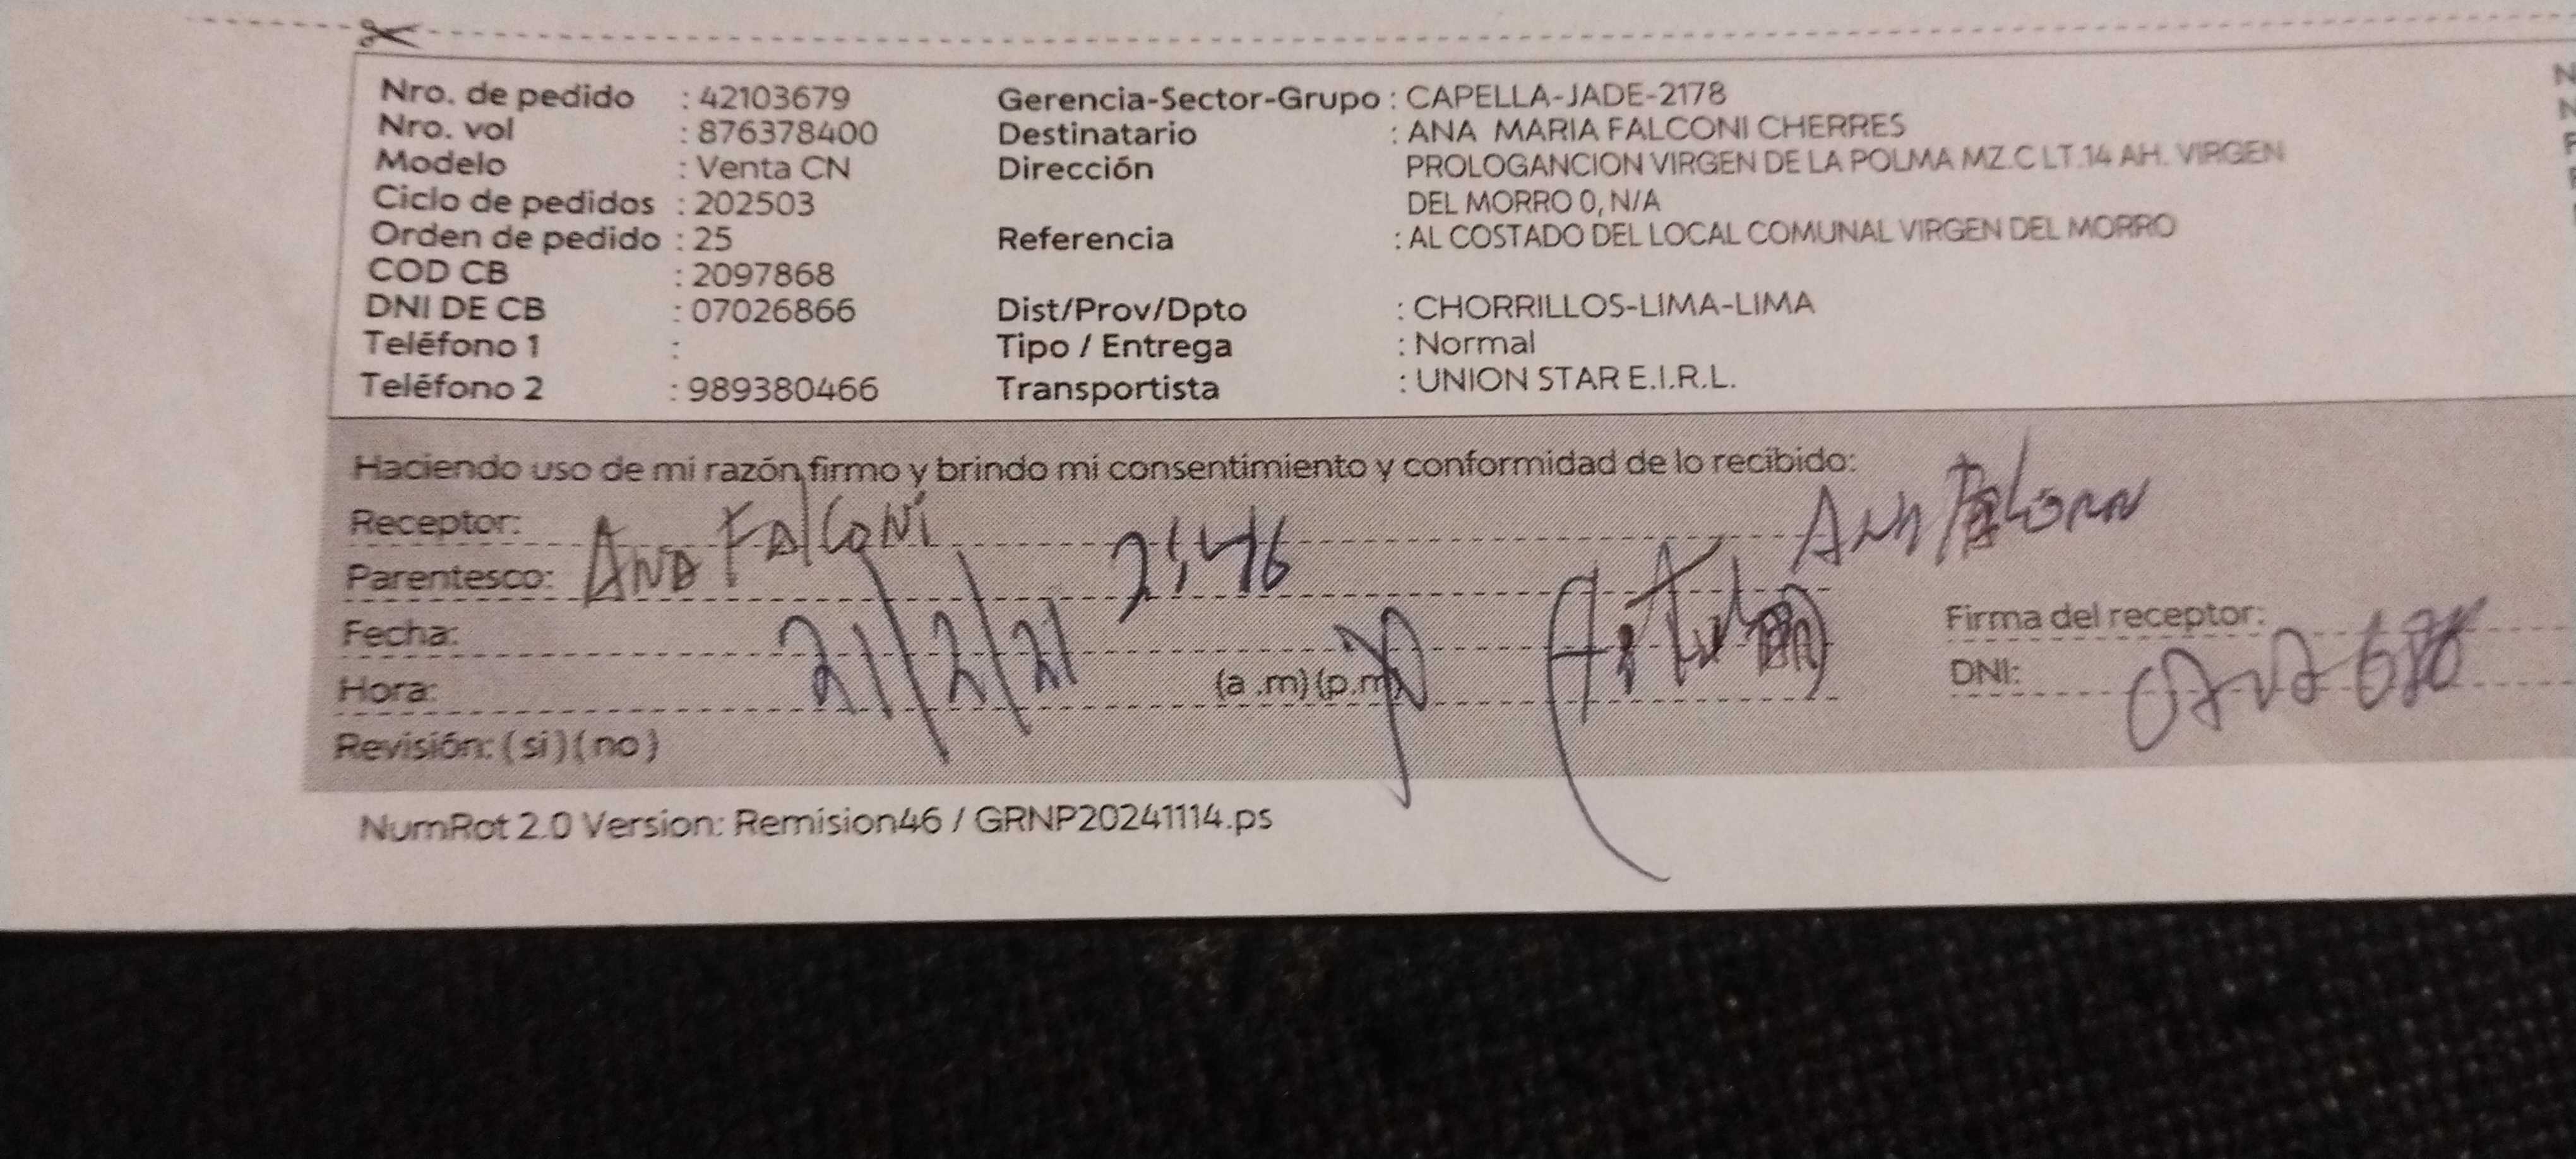 Nro. de pedido : 42103679
Nro. vol : 876378400
Modelo : Venta CN
Ciclo de pedidos : 202503
Orden de pedido : 25
COD CB : 2097868
DNI DE CB : 07026866
Teléfono 1 :
Teléfono 2 : 989380466
Gerencia-Sector-Grupo : CAPELLA-JADE-2178
Destinatario : ANA MARIA FALCONI CHERRES
Dirección PROLOGANCION VIRGEN DE LA POLMA MZ.C LT.14 AH. VIRGEN
DEL MORRO 0, N/A
Referencia : AL COSTADO DEL LOCAL COMUNAL VIRGEN DEL MORRO
Dist/Prov/Dpto : CHORRILLOS-LIMA-LIMA
Tipo / Entrega : Normal
Transportista : UNION STAR E.I.R.L.
Haciendo uso de mi razón firmo y brindo mi consentimiento y conformidad de lo recibido:
Receptor: Ana FalCoNi
Parentesco:
Fecha: 21/2/21
Hora: (a .m)(p.m)
Revisión: (si)(no)
Firma del receptor:
DNI:
NumRot 2.0 Version: Remision46 / GRNP20241114.ps